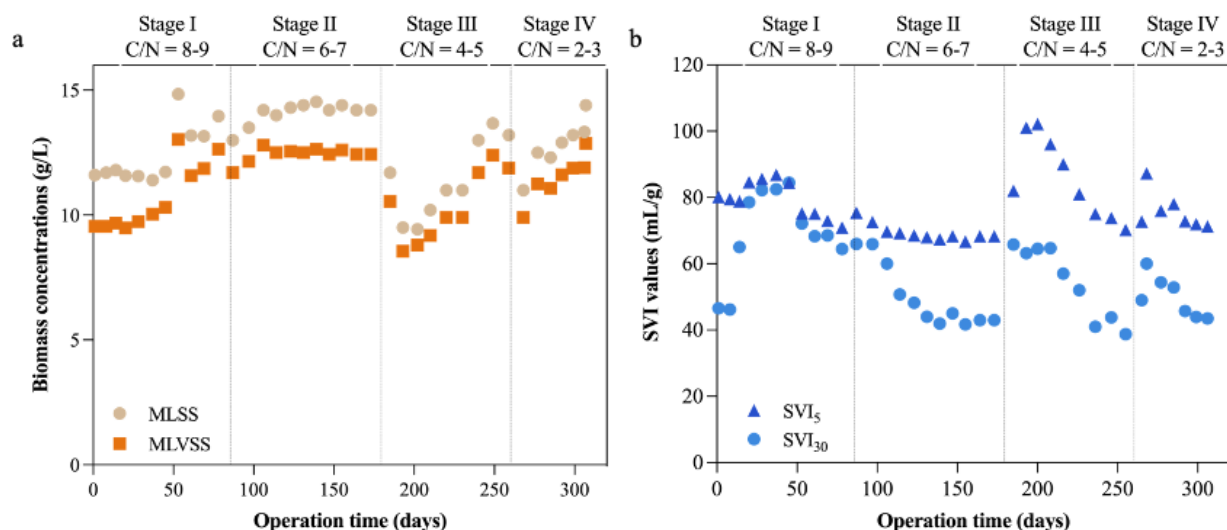 a
Stage I Stage II Stage III Stage IV
C/N = 8-9 C/N = 6-7 C/N = 4-5 C/N = 2-3
15
10
5
0
Biomass concentrations (g/L)
MLSS
MLVSS
0 50 100 150 200 250 300
Operation time (days)
b
Stage I Stage II Stage III Stage IV
C/N = 8-9 C/N = 6-7 C/N = 4-5 C/N = 2-3
120
100
80
60
40
20
0
SVI values (mL/g)
SVI₅
SVI₃₀
0 50 100 150 200 250 300
Operation time (days)